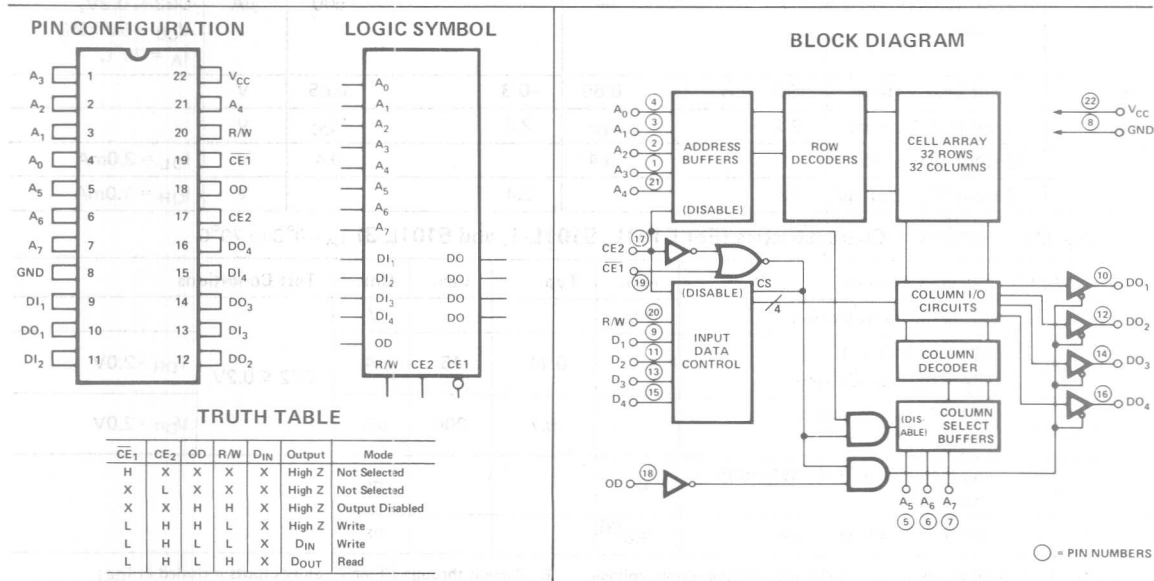 PIN CONFIGURATION
A3 1 22 VCC
A2 2 21 A4
A1 3 20 R/W
A0 4 19 C̅E̅1̅
A5 5 18 OD
A6 6 17 CE2
A7 7 16 DO4
GND 8 15 DI4
DI1 9 14 DO3
DO1 10 13 DI3
DI2 11 12 DO2
LOGIC SYMBOL
A0
A1
A2
A3
A4
A5
A6
A7
DI1 DO
DI2 DO
DI3 DO
DI4 DO
OD
R/W CE2 CE1
TRUTH TABLE
C̅E̅1 CE2 OD R/W DIN Output Mode
H X X X X High Z Not Selected
X L X X X High Z Not Selected
X X H H X High Z Output Disabled
L H H L X High Z Write
L H L L X DIN Write
L H L H X DOUT Read
BLOCK DIAGRAM
A0 4
A1 3
A2 2
A3 1
A4 21
ADDRESS
BUFFERS
(DISABLE)
ROW
DECODERS
CELL ARRAY
32 ROWS
32 COLUMNS
22 VCC
8 GND
CE2 17
C̅E̅1̅ 19
CS
4
(DISABLE)
INPUT
DATA
CONTROL
R/W 20
D1 9
D2 11
D3 13
D4 15
COLUMN I/O
CIRCUITS
COLUMN
DECODER
(DIS-
ABLE)
COLUMN
SELECT
BUFFERS
10 DO1
12 DO2
14 DO3
16 DO4
OD 18
A5 A6 A7
5 6 7
= PIN NUMBERS